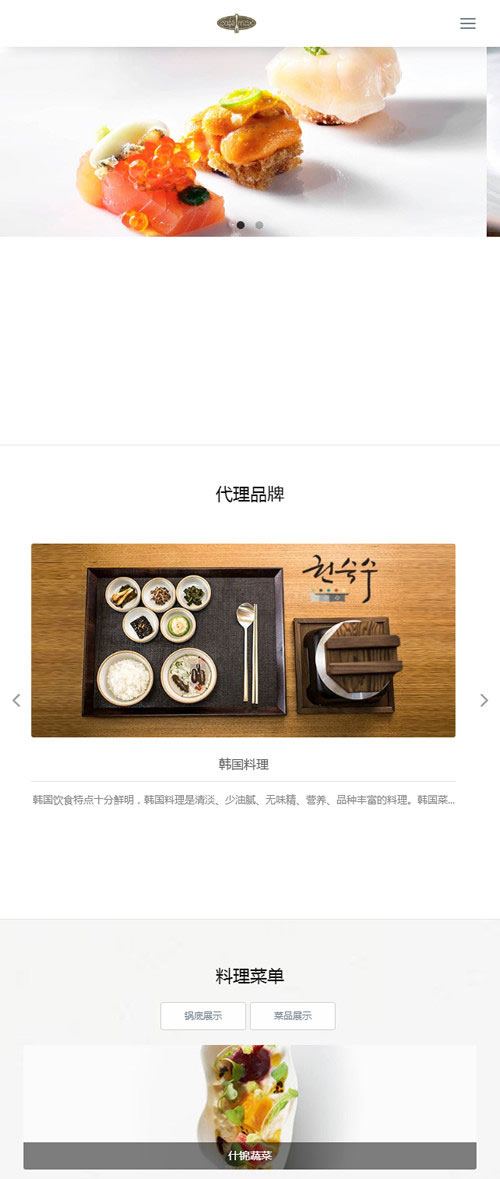 代理品牌
현숙수
韩国料理
韩国饮食特点十分鲜明，韩国料理是清淡、少油腻、无味精、营养、品种丰富的料理。韩国菜...
料理菜单
锅底展示
菜品展示
什锦蔬菜